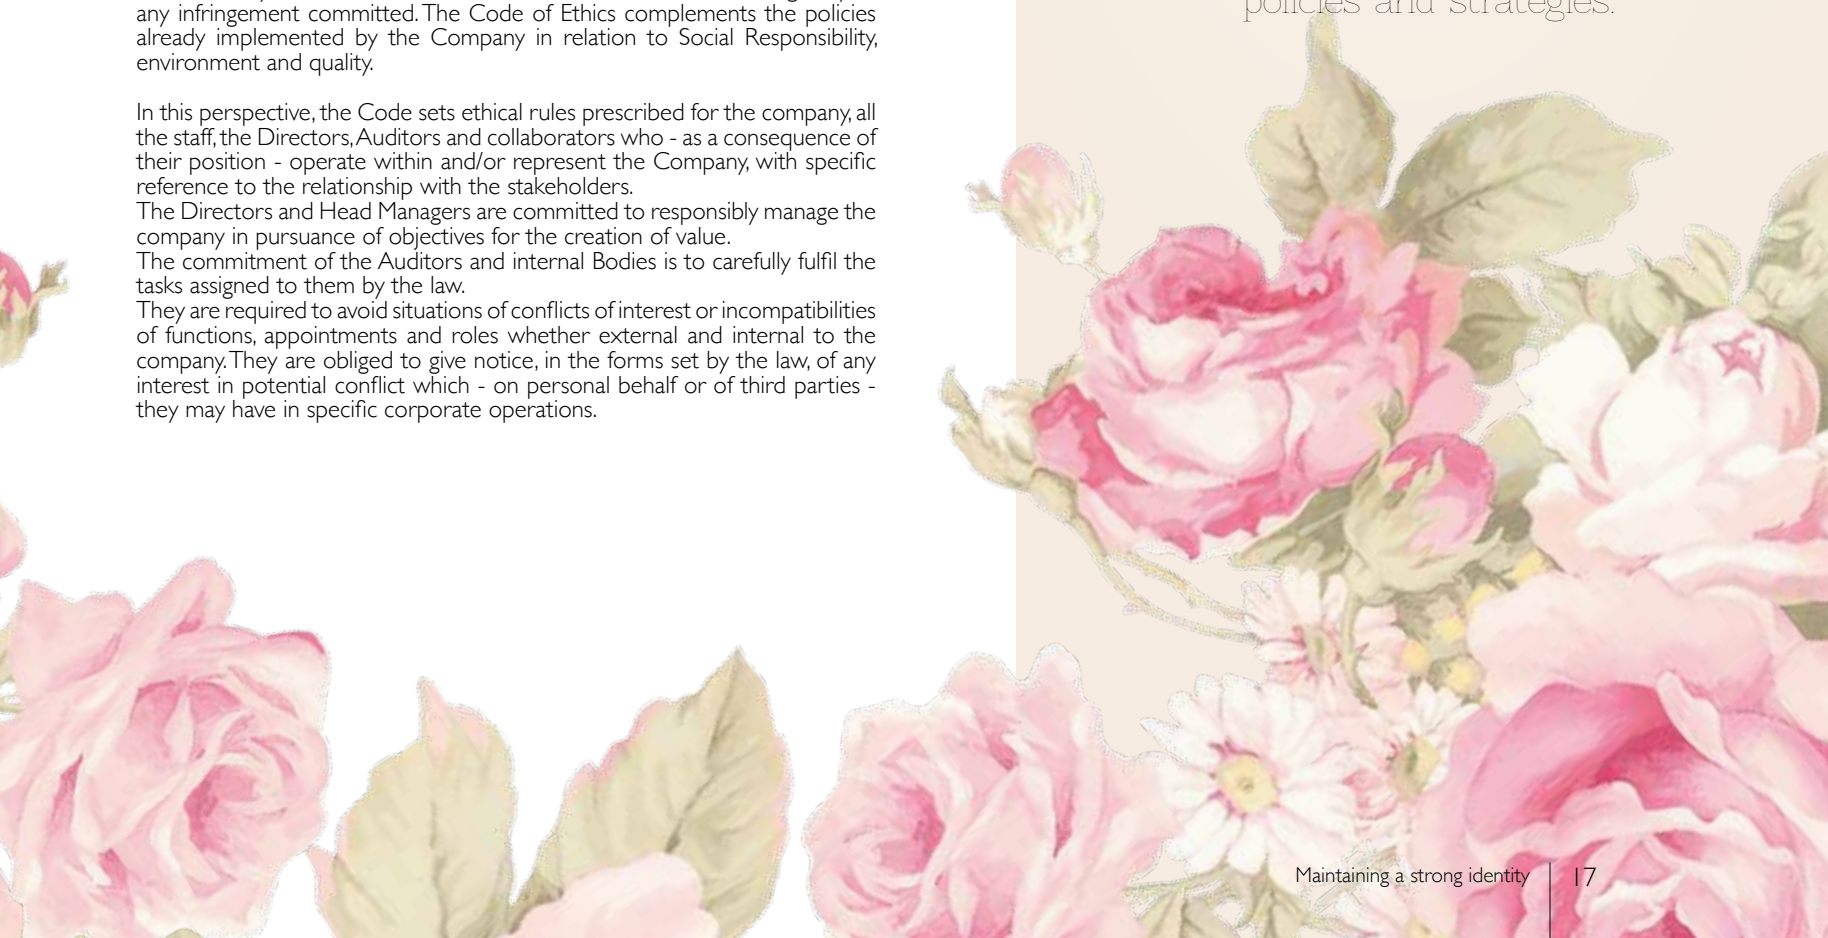 any infringement committed. The Code of Ethics complements the policies
already implemented by the Company in relation to Social Responsibility,
environment and quality.
In this perspective, the Code sets ethical rules prescribed for the company, all
the staff, the Directors, Auditors and collaborators who - as a consequence of
their position - operate within and/or represent the Company, with specific
reference to the relationship with the stakeholders.
The Directors and Head Managers are committed to responsibly manage the
company in pursuance of objectives for the creation of value.
The commitment of the Auditors and internal Bodies is to carefully fulfil the
tasks assigned to them by the law.
They are required to avoid situations of conflicts of interest or incompatibilities
of functions, appointments and roles whether external and internal to the
company. They are obliged to give notice, in the forms set by the law, of any
interest in potential conflict which - on personal behalf or of third parties -
they may have in specific corporate operations.
policies and strategies.
Maintaining a strong identity 17